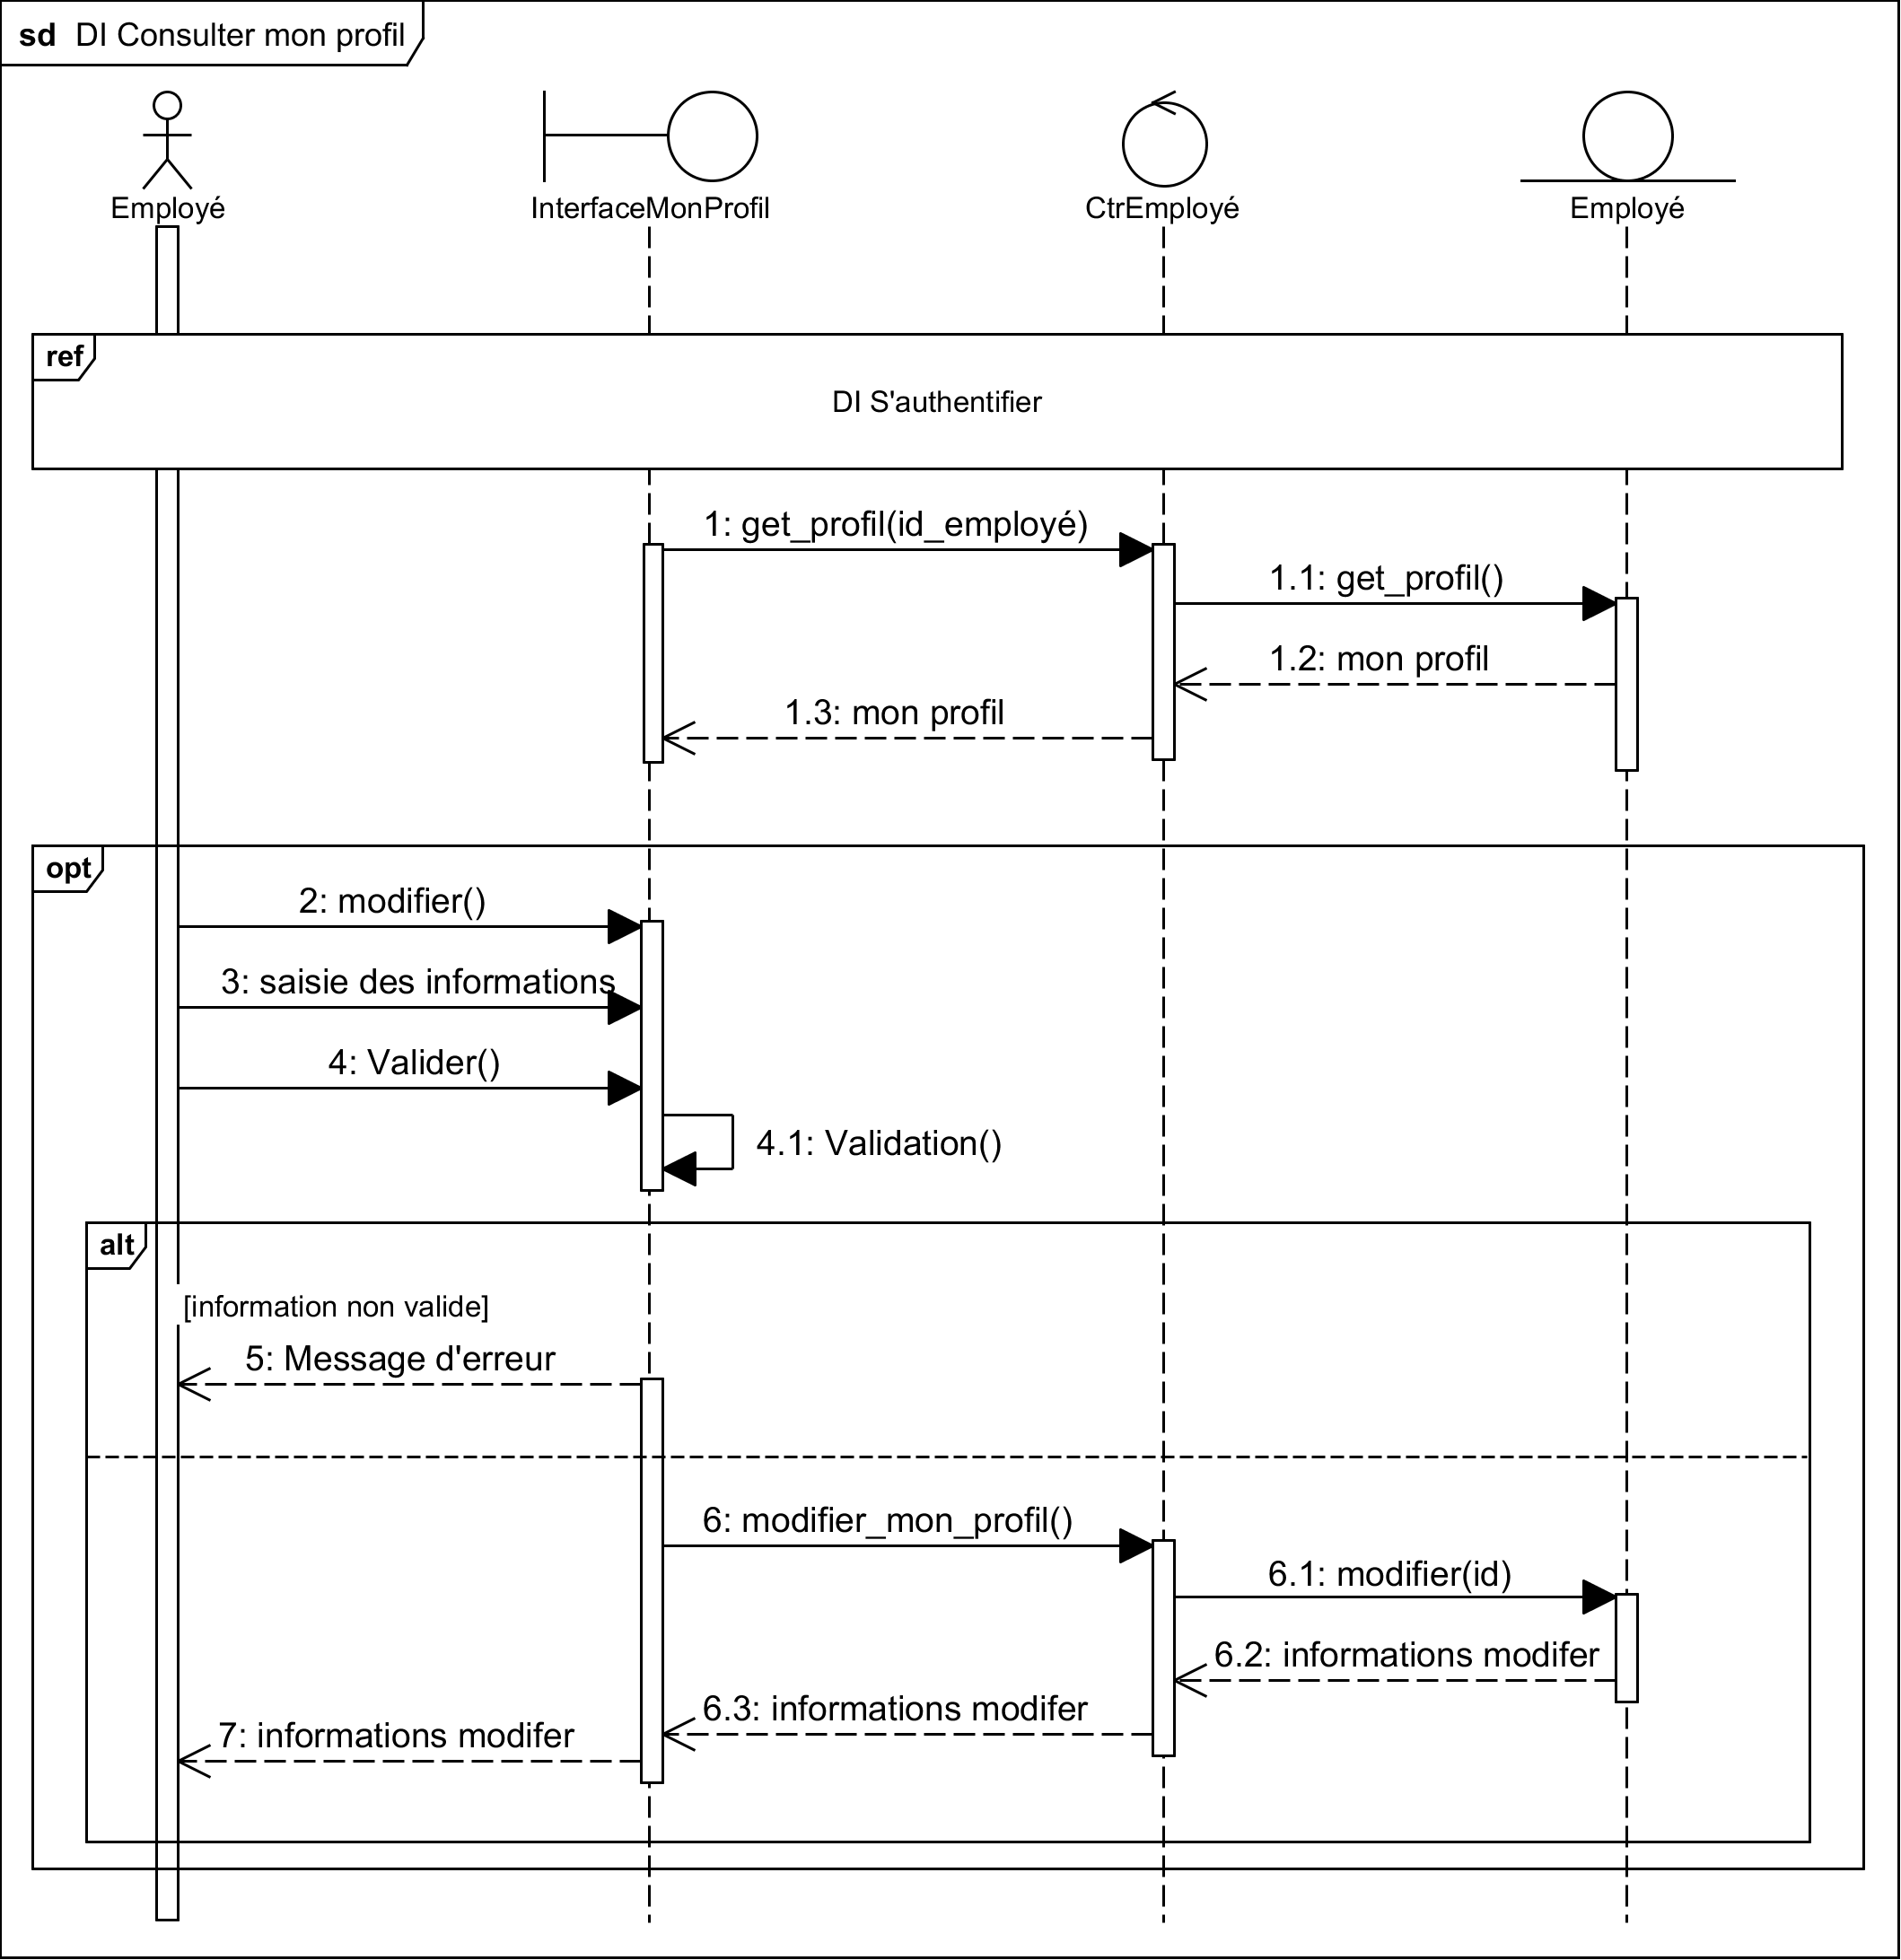 sd DI Consulter mon profil
Employé
InterfaceMonProfil
CtrEmployé
Employé
ref
DI S'authentifier
1: get_profil(id_employé)
1.1: get_profil()
1.2: mon profil
1.3: mon profil
opt
2: modifier()
3: saisie des informations
4: Valider()
4.1: Validation()
alt
[information non valide]
5: Message d'erreur
6: modifier_mon_profil()
6.1: modifier(id)
6.2: informations modifer
6.3: informations modifer
7: informations modifer